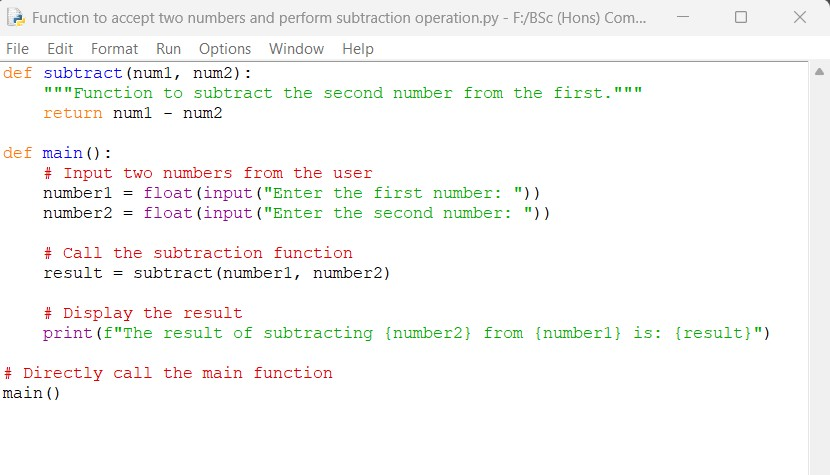 Function to accept two numbers and perform subtraction operation.py - F:/BSc (Hons) Com...
File Edit Format Run Options Window Help
def subtract(num1, num2):
    """Function to subtract the second number from the first."""
    return num1 - num2

def main():
    # Input two numbers from the user
    number1 = float(input("Enter the first number: "))
    number2 = float(input("Enter the second number: "))

    # Call the subtraction function
    result = subtract(number1, number2)

    # Display the result
    print(f"The result of subtracting {number2} from {number1} is: {result}")

# Directly call the main function
main()